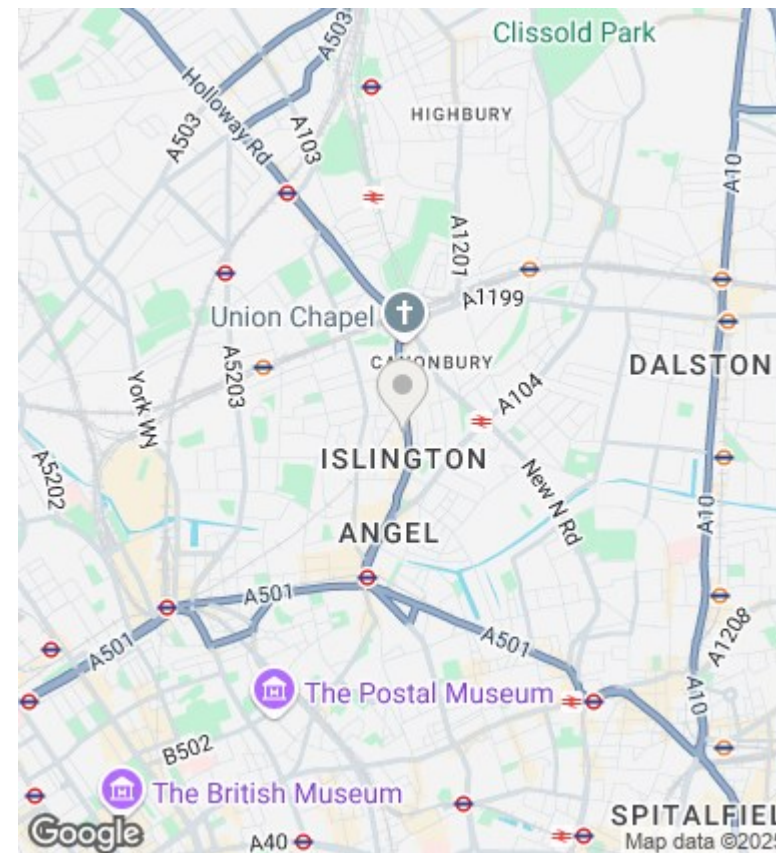 Clissold Park
A503
Holloway Rd
A503
A103
HIGHBURY
A10
A1201
A1199
Union Chapel
CANONBURY
DALSTON
A5203
York Wy
A104
A5202
ISLINGTON
New N Rd
ANGEL
A10
A501
A501
A501
A1208
The Postal Museum
A10
B502
The British Museum
SPITALFIEL
Google
A40
Map data ©2025